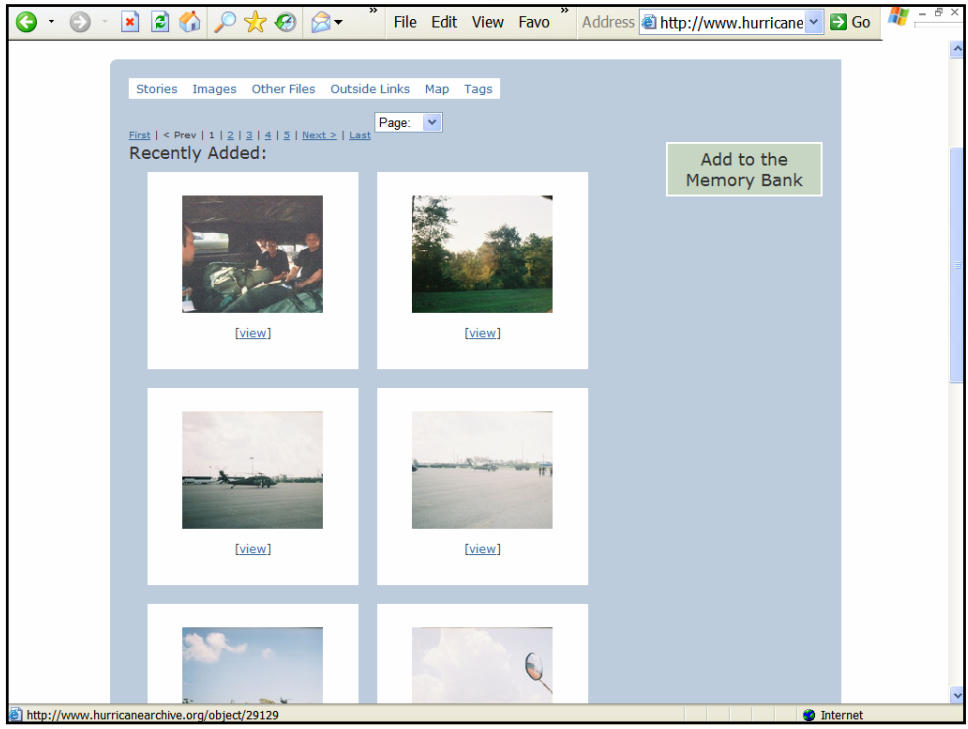 » File Edit View Favo » Address http://www.hurricane Go
Stories Images Other Files Outside Links Map Tags
First | < Prev | 1 | 2 | 3 | 4 | 5 | Next > | Last Page:
Recently Added:
Add to the
Memory Bank
[view] [view]
[view] [view]
http://www.hurricanearchive.org/object/29129 Internet